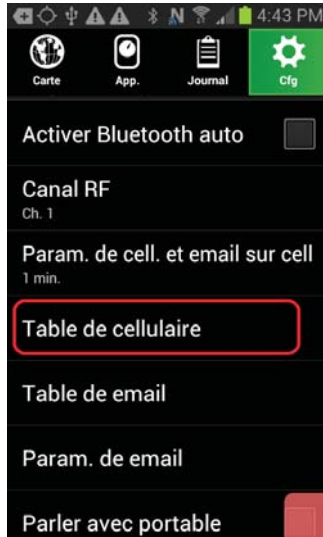 4:43 PM
Carte App. Journal Cfg
Activer Bluetooth auto
Canal RF
Ch. 1
Param. de cell. et email sur cell
1 min.
Table de cellulaire
Table de email
Param. de email
Parler avec portable